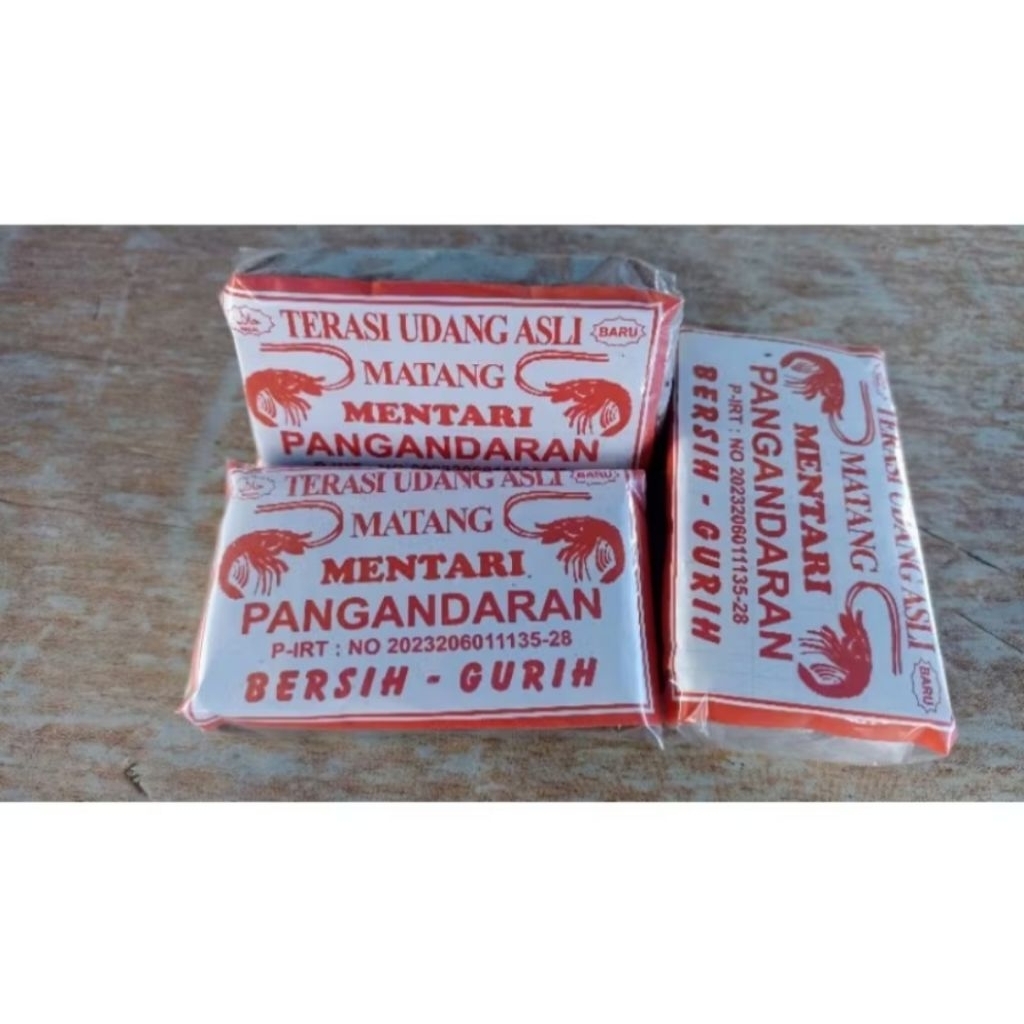 TERASI UDANG ASLI
BARU
MATANG
MENTARI
PANGANDARAN
TERASI UDANG ASLI
BARU
MATANG
MENTARI
PANGANDARAN
P-IRT : NO 2023206011135-28
BERSIH - GURIH
TERASI UDANG ASLI
BARU
MATANG
MENTARI
PANGANDARAN
P-IRT : NO 2023206011135-28
BERSIH - GURIH